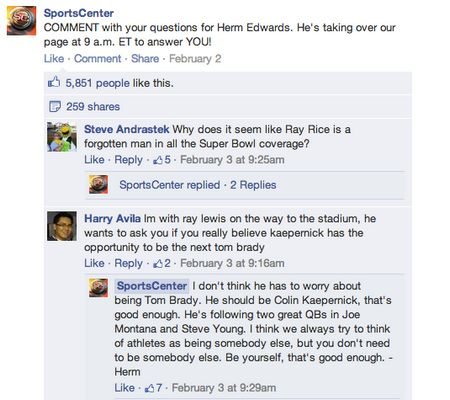 SportsCenter
COMMENT with your questions for Herm Edwards. He's taking over our
page at 9 a.m. ET to answer YOU!
Like · Comment · Share · February 2
5,851 people like this.
259 shares
Steve Andrastek Why does it seem like Ray Rice is a
forgotten man in all the Super Bowl coverage?
Like · Reply · 5 · February 3 at 9:25am
SportsCenter replied · 2 Replies
Harry Avila Im with ray lewis on the way to the stadium, he
wants to ask you if you really believe kaepernick has the
opportunity to be the next tom brady
Like · Reply · 2 · February 3 at 9:16am
SportsCenter I don't think he has to worry about
being Tom Brady. He should be Colin Kaepernick, that's
good enough. He's following two great QBs in Joe
Montana and Steve Young. I think we always try to think
of athletes as being somebody else, but you don't need
to be somebody else. Be yourself, that's good enough. -
Herm
Like · 7 · February 3 at 9:29am